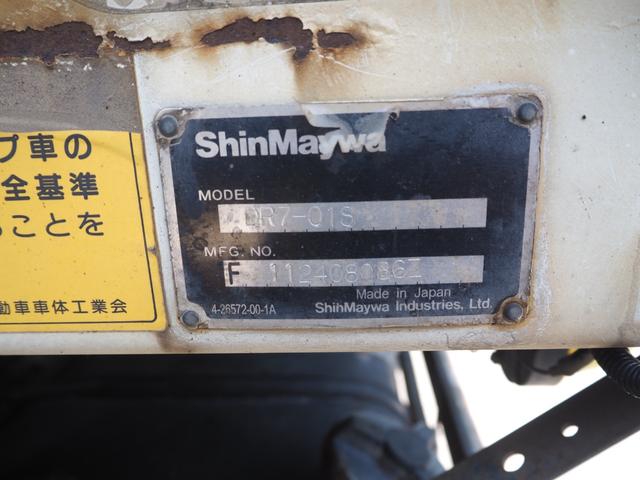 プ車の
全基準
ことを
動車車体工業会
ShinMaywa
MODEL
DR7-01S
MFG. NO.
F
Made in Japan
4-26572-00-1A
ShihMaywa Industries, Ltd.